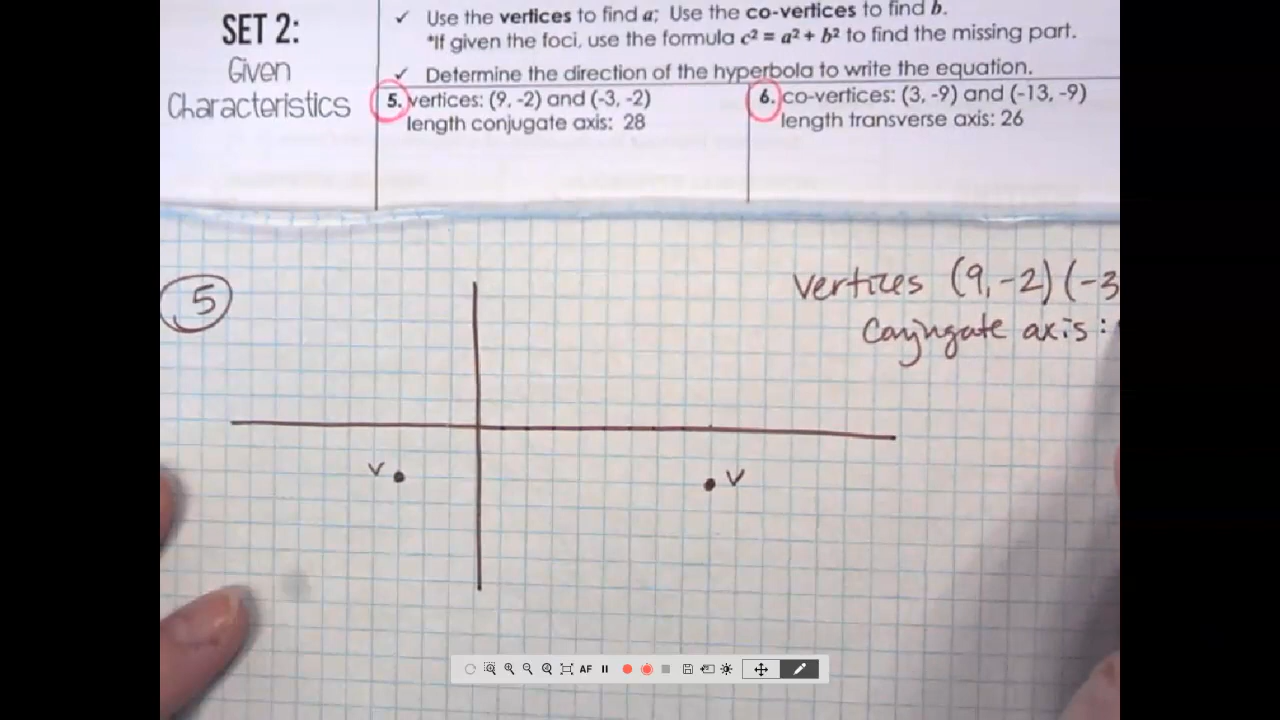 SET 2:
Given
Characteristics
✓ Use the vertices to find a; Use the co-vertices to find b.
*If given the foci, use the formula c² = a² + b² to find the missing part.
✓ Determine the direction of the hyperbola to write the equation.
5. vertices: (9, -2) and (-3, -2)
length conjugate axis: 28
6. co-vertices: (3, -9) and (-13, -9)
length transverse axis: 26
5
vertices (9,-2) (-3
Conjugate axis:
v
v
AF